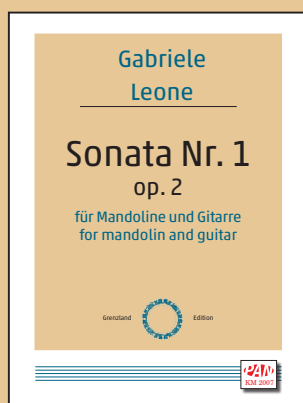 Gabriele
Leone
Sonata Nr. 1
op. 2
für Mandoline und Gitarre
for mandolin and guitar
Grenzland Edition
PAN
KM 2007